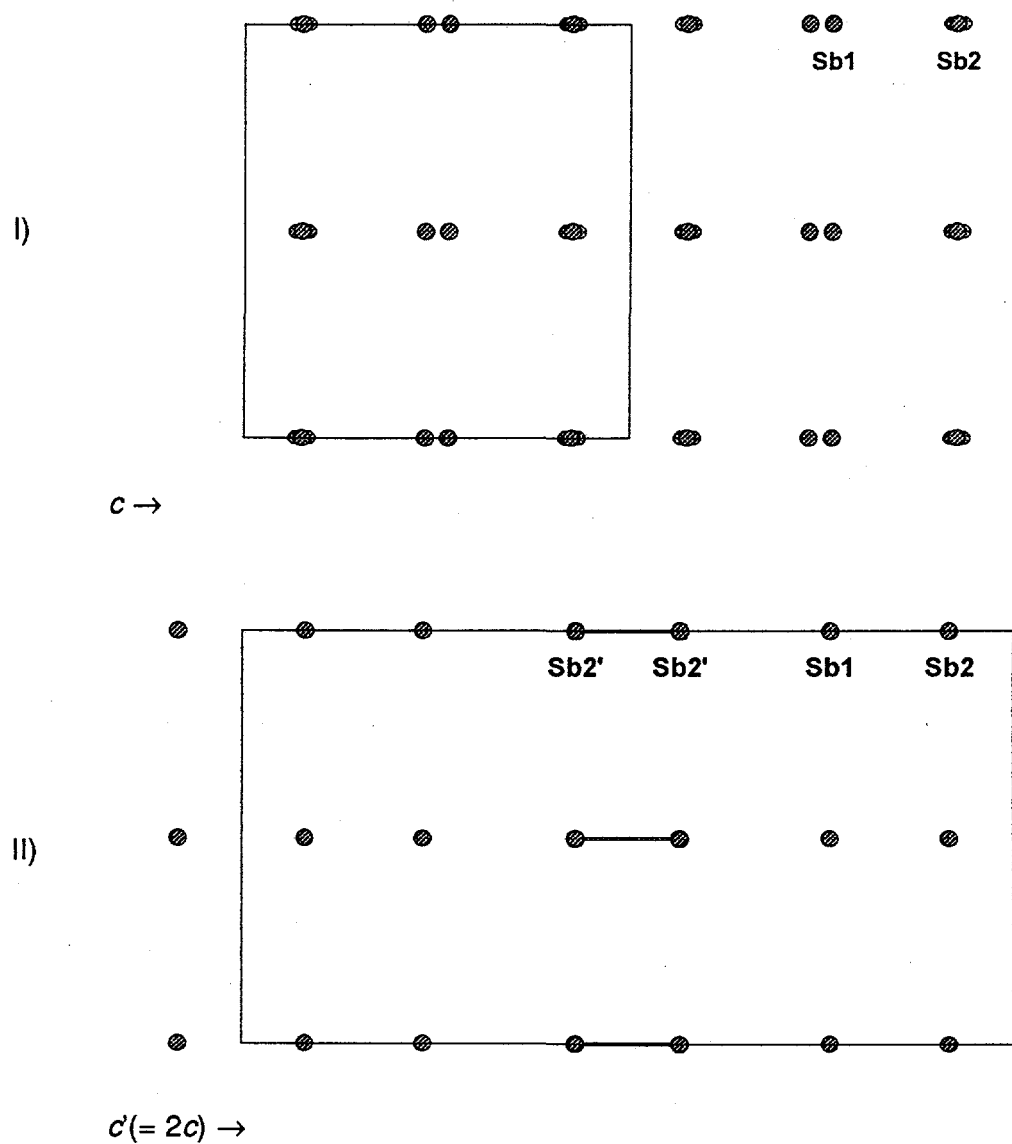 Sb1 Sb2
I)
c →
Sb2' Sb2' Sb1 Sb2
II)
c'(= 2c) →